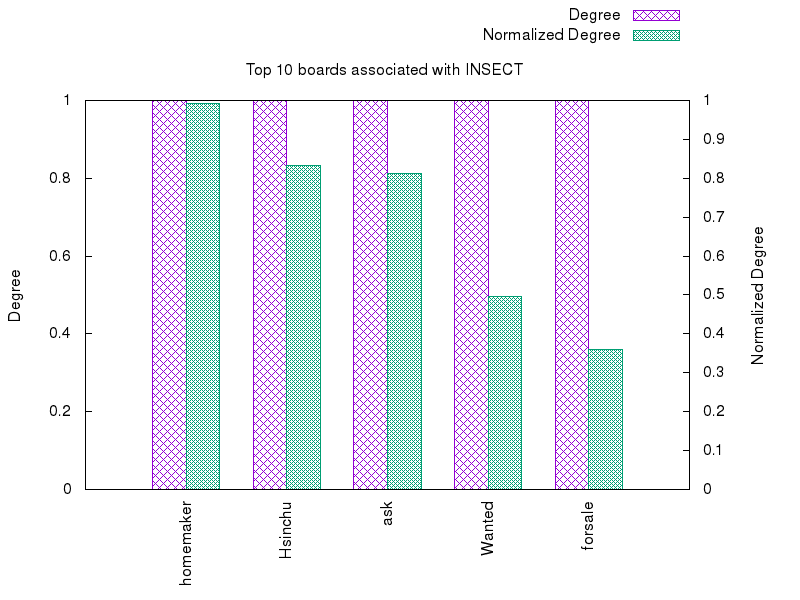 Degree
Normalized Degree
Top 10 boards associated with INSECT
1
0.8
0.6
0.4
0.2
0
Degree
1
0.9
0.8
0.7
0.6
0.5
0.4
0.3
0.2
0.1
0
Normalized Degree
homemaker
Hsinchu
ask
Wanted
forsale